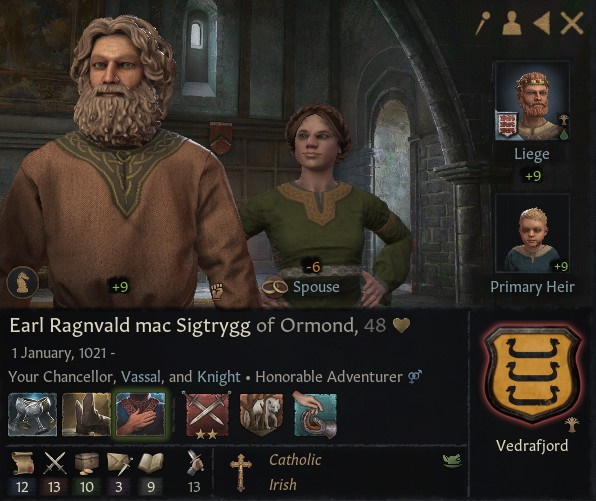 Liege
+9
+9
Primary Heir
+9
-6
Spouse
Earl Ragnvald mac Sigtrygg of Ormond, 48
1 January, 1021 -
Your Chancellor, Vassal, and Knight • Honorable Adventurer
Vedrafjord
12 13 10 3 9 13
Catholic
Irish